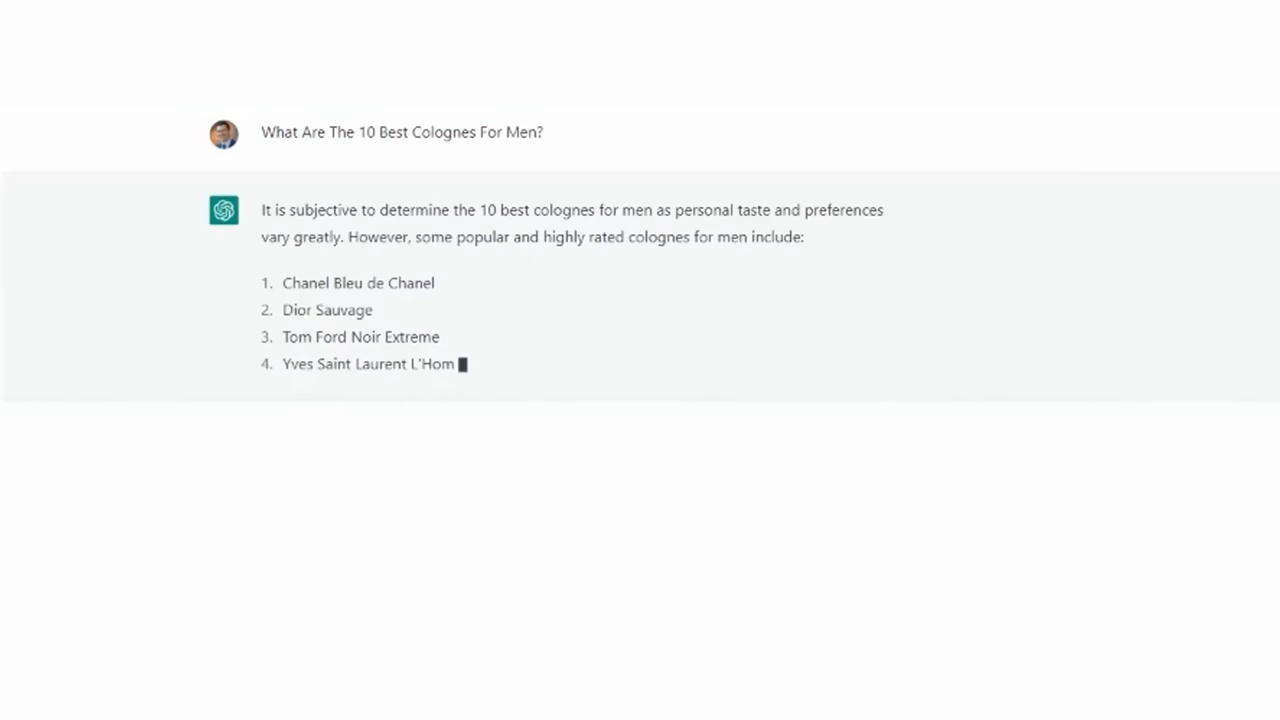 What Are The 10 Best Colognes For Men?
It is subjective to determine the 10 best colognes for men as personal taste and preferences
vary greatly. However, some popular and highly rated colognes for men include:
1. Chanel Bleu de Chanel
2. Dior Sauvage
3. Tom Ford Noir Extreme
4. Yves Saint Laurent L'Hom